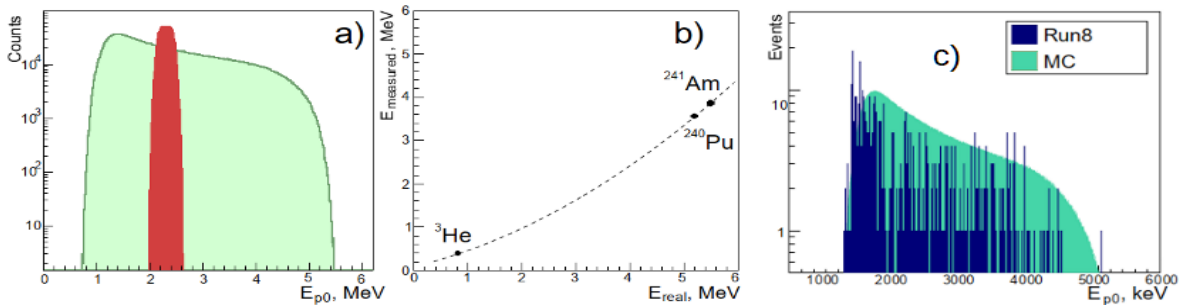 a)
Counts
10⁴
10³
10²
10
0 1 2 3 4 5 6
E_p0, MeV
b)
E_measured, MeV
6
5
4
3
2
1
0
²⁴¹Am
²⁴⁰Pu
³He
0 1 2 3 4 5 6
E_real, MeV
c)
Events
10
1
Run8
MC
1000 2000 3000 4000 5000 6000
E_p0, keV